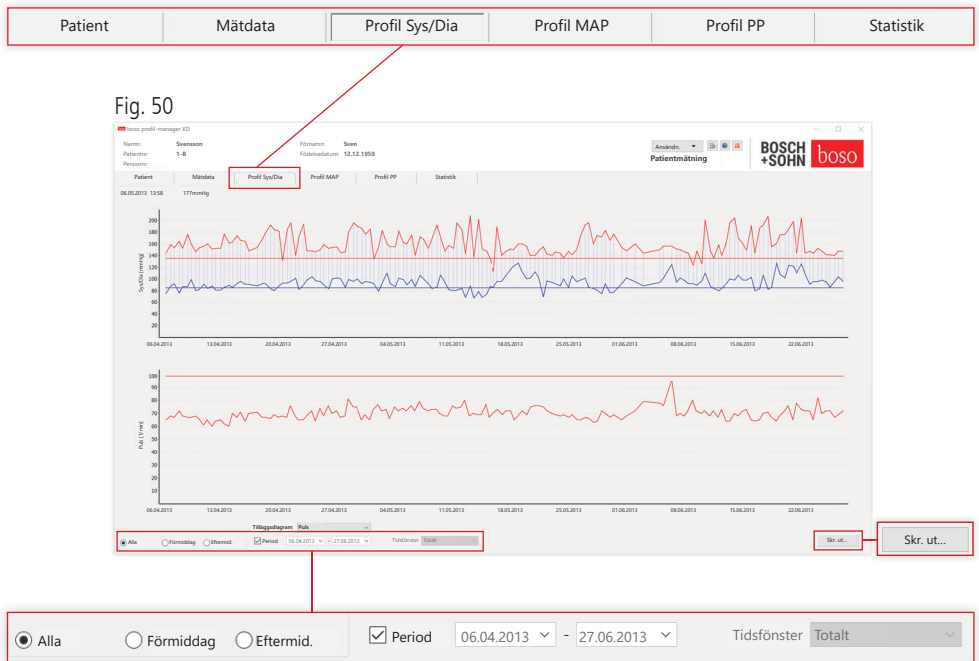 Patient Mätdata Profil Sys/Dia Profil MAP Profil PP Statistik
Fig. 50
boso profil-manager XD
Namn: Svensson Förnamn: Sven Användn.
Patientnr: 1-B Födelsedatum: 12.12.1950 Patientmätning
Personnr:
BOSCH
+SOHN boso
Patient Mätdata Profil Sys/Dia Profil MAP Profil PP Statistik
06.05.2013 13:58 177mmHg
Sys/Dia (mmHg)
200
180
160
140
120
100
80
60
40
20
06.04.2013 13.04.2013 20.04.2013 27.04.2013 04.05.2013 11.05.2013 18.05.2013 25.05.2013 01.06.2013 08.06.2013 15.06.2013 22.06.2013
Puls (1/min)
100
90
80
70
60
50
40
30
20
10
06.04.2013 13.04.2013 20.04.2013 27.04.2013 04.05.2013 11.05.2013 18.05.2013 25.05.2013 01.06.2013 08.06.2013 15.06.2013 22.06.2013
Tilläggsdiagram Puls
Alla Förmiddag Eftermid. Period 06.04.2013 - 27.06.2013 Tidsfönster Totalt Skr. ut...
Skr. ut...
Alla Förmiddag Eftermid. Period 06.04.2013 - 27.06.2013 Tidsfönster Totalt